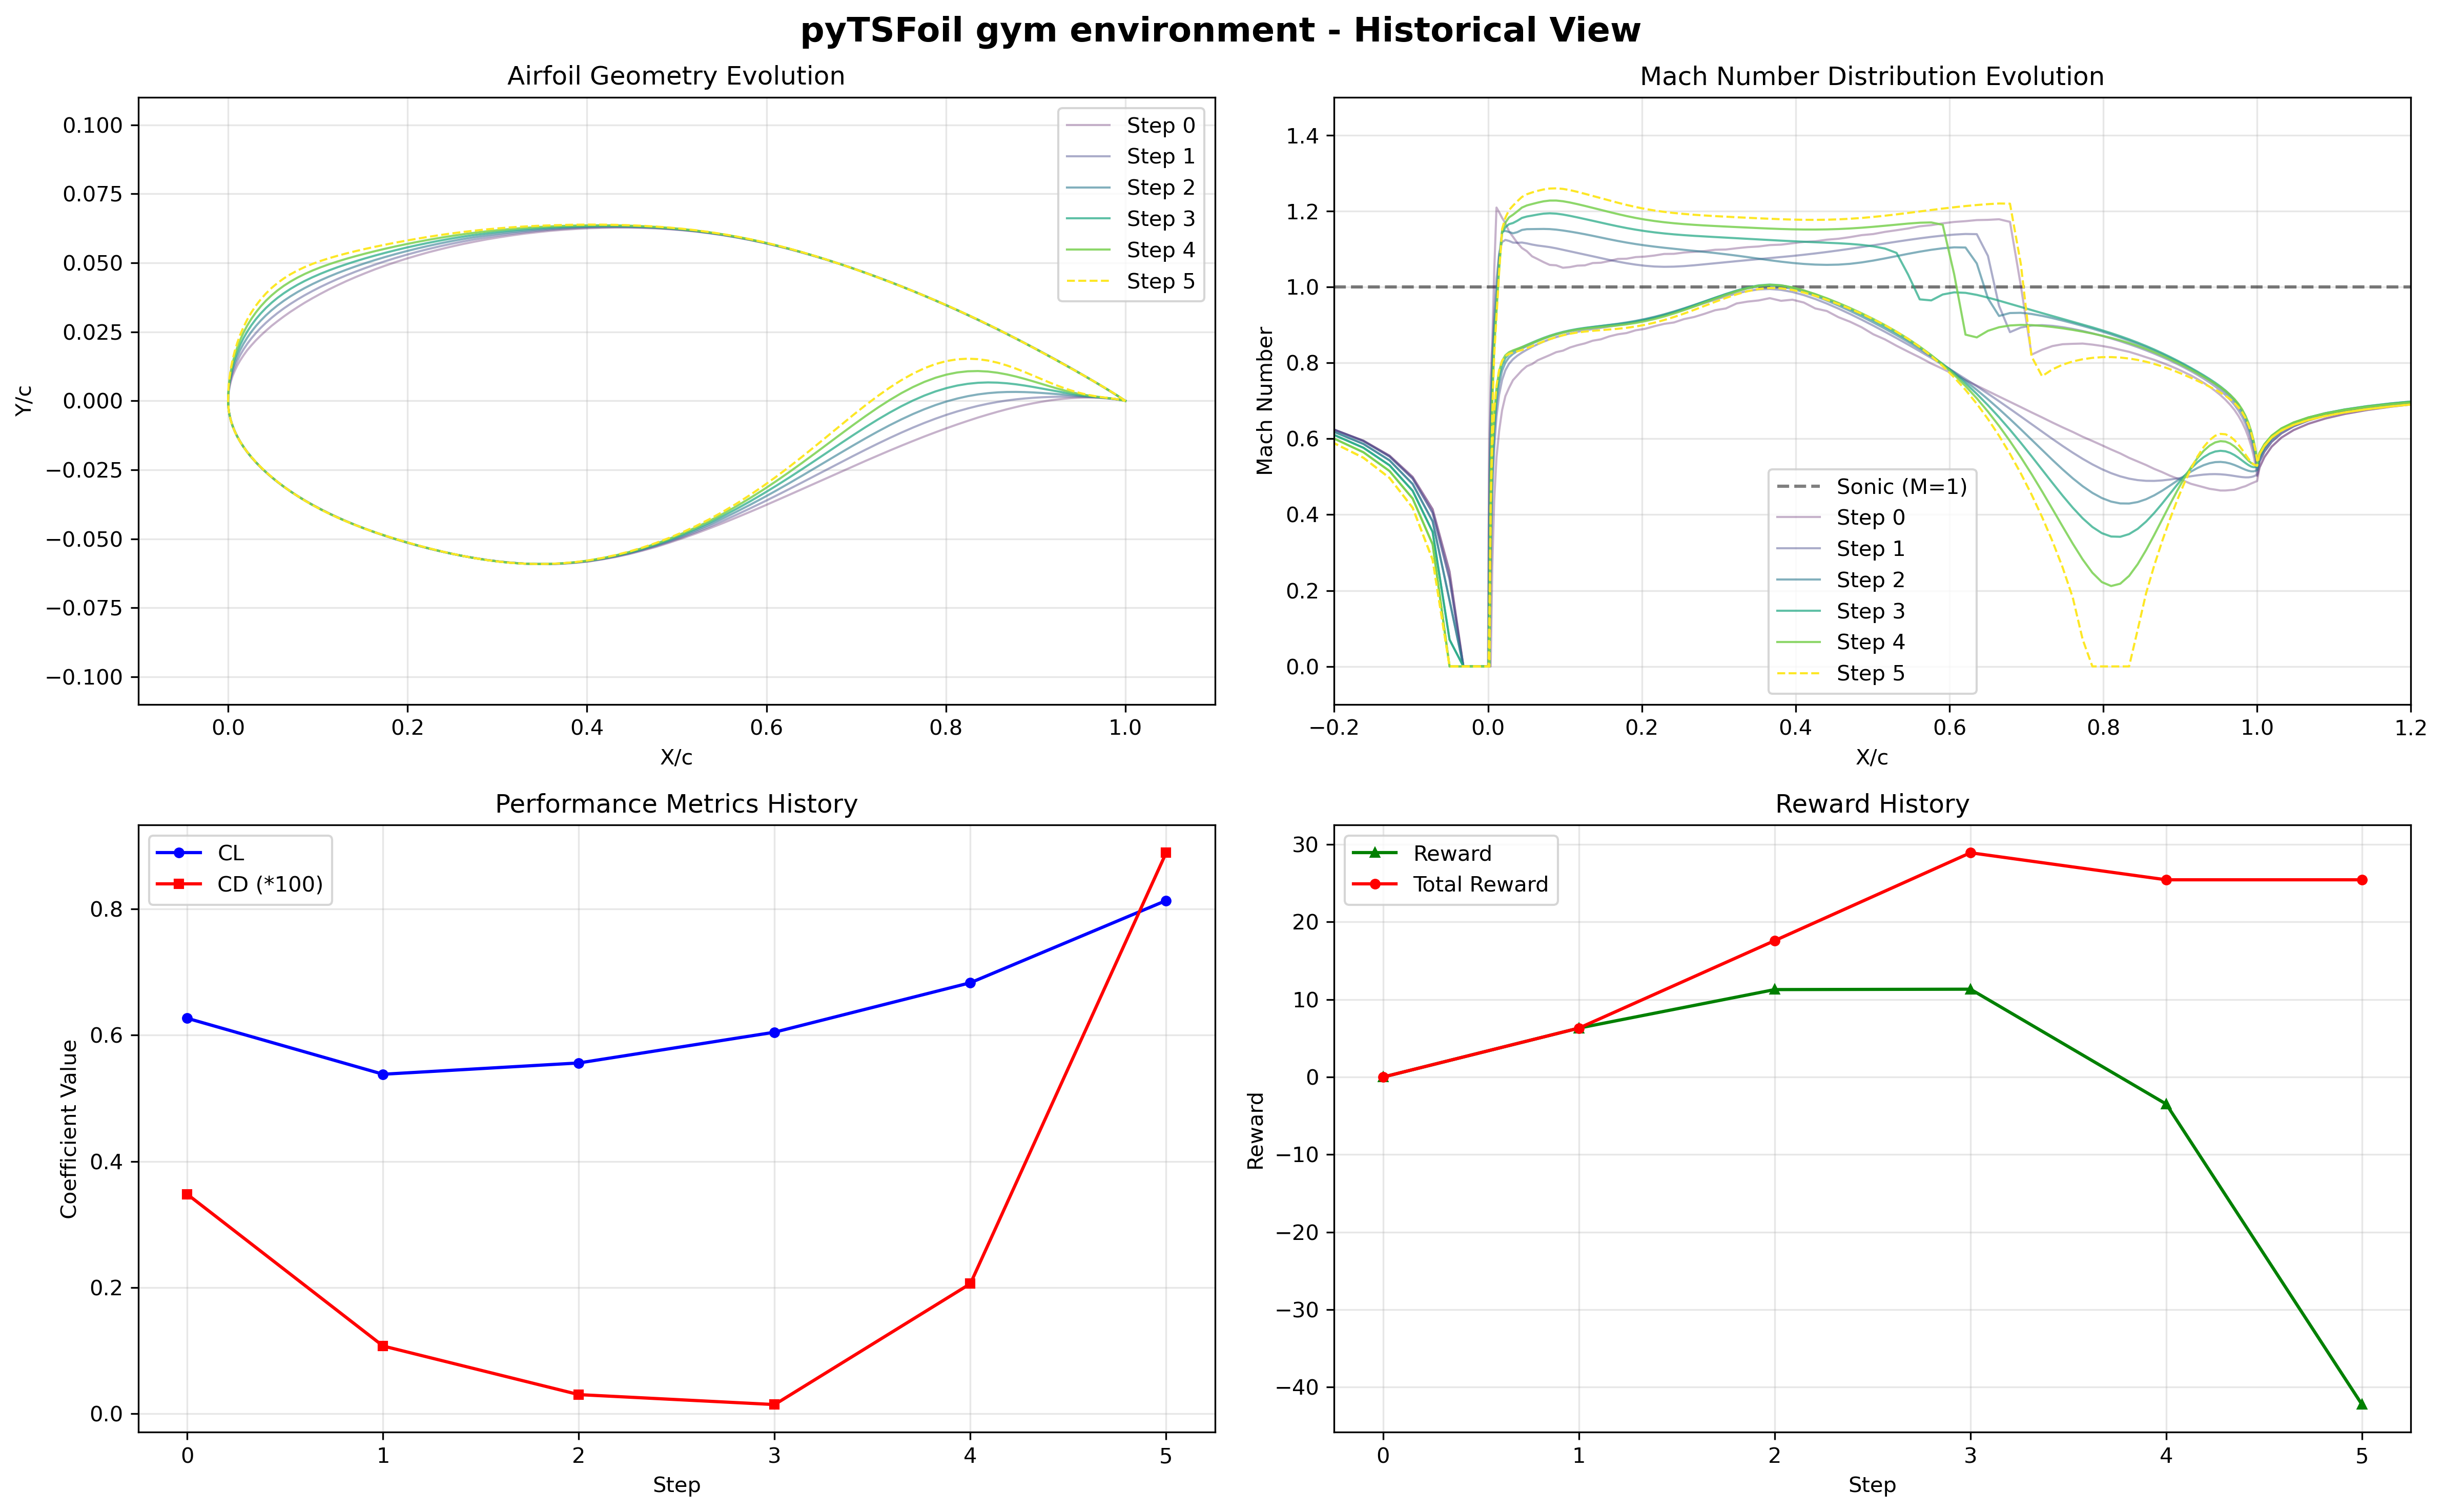 pyTSFoil gym environment - Historical View
Airfoil Geometry Evolution
0.100
0.075
0.050
0.025
0.000
−0.025
−0.050
−0.075
−0.100
Y/c
0.0 0.2 0.4 0.6 0.8 1.0
X/c
Step 0
Step 1
Step 2
Step 3
Step 4
Step 5
Mach Number Distribution Evolution
1.4
1.2
1.0
0.8
0.6
0.4
0.2
0.0
Mach Number
−0.2 0.0 0.2 0.4 0.6 0.8 1.0 1.2
X/c
Sonic (M=1)
Step 0
Step 1
Step 2
Step 3
Step 4
Step 5
Performance Metrics History
CL
CD (*100)
0.8
0.6
0.4
0.2
0.0
Coefficient Value
0 1 2 3 4 5
Step
Reward History
Reward
Total Reward
30
20
10
0
−10
−20
−30
−40
Reward
0 1 2 3 4 5
Step